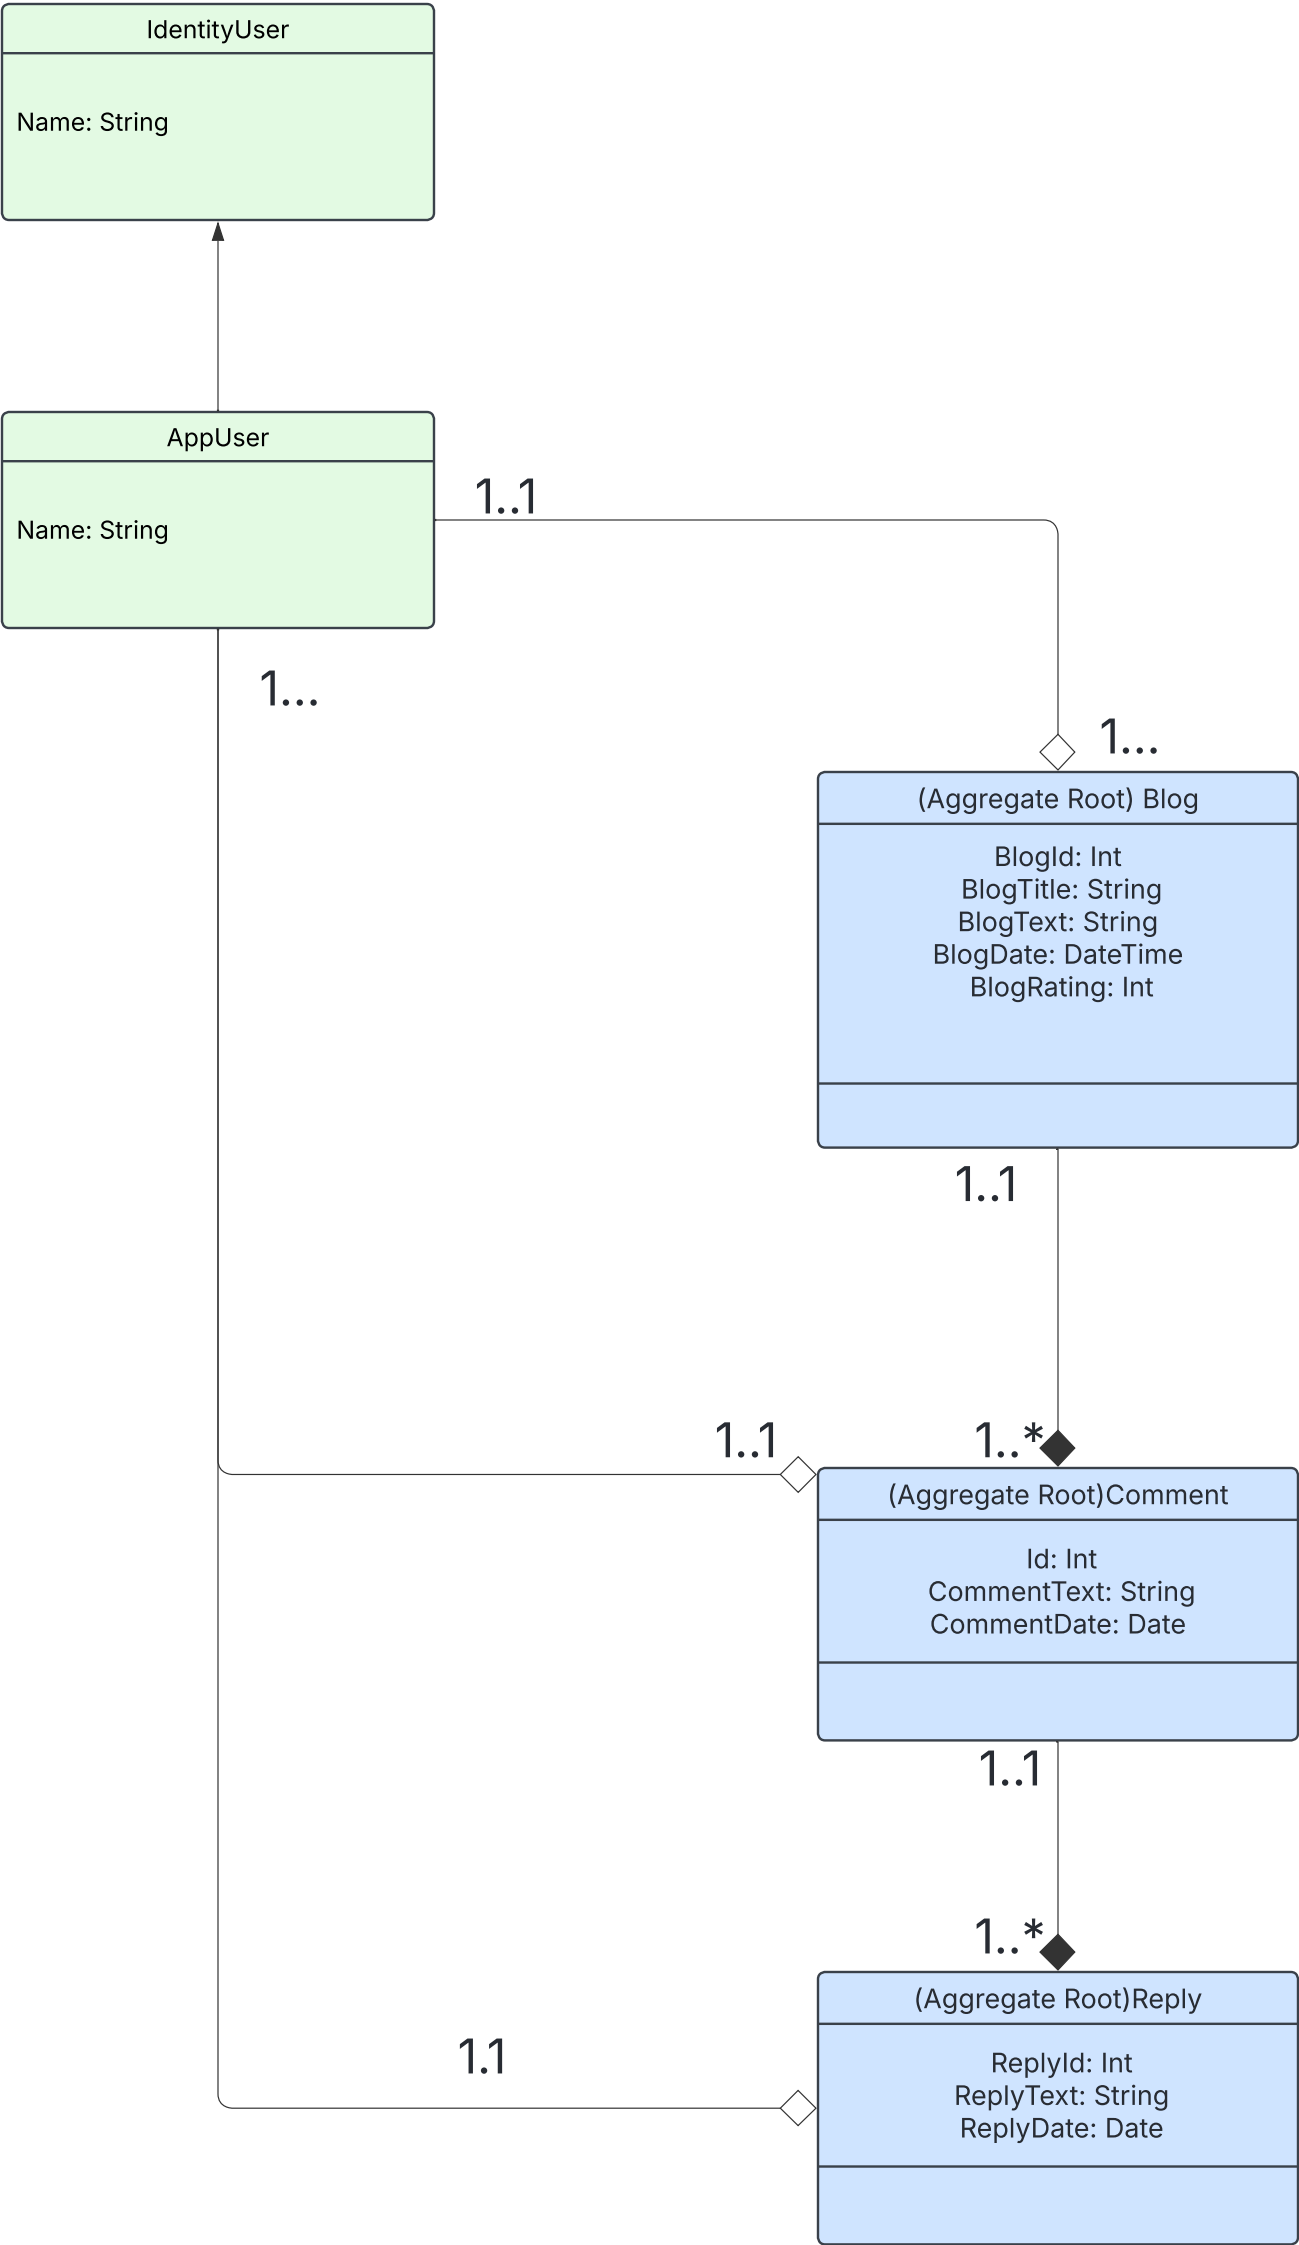 IdentityUser
Name: String
AppUser
Name: String
1..1
1...
1...
(Aggregate Root) Blog
BlogId: Int
BlogTitle: String
BlogText: String
BlogDate: DateTime
BlogRating: Int
1..1
1..1
1..*
(Aggregate Root)Comment
Id: Int
CommentText: String
CommentDate: Date
1..1
1..*
(Aggregate Root)Reply
ReplyId: Int
ReplyText: String
ReplyDate: Date
1.1